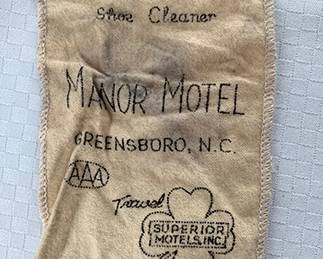 Shoe Cleaner
MANOR MOTEL
GREENSBORO, N.C.
AAA
Travel
SUPERIOR
MOTELS, INC.